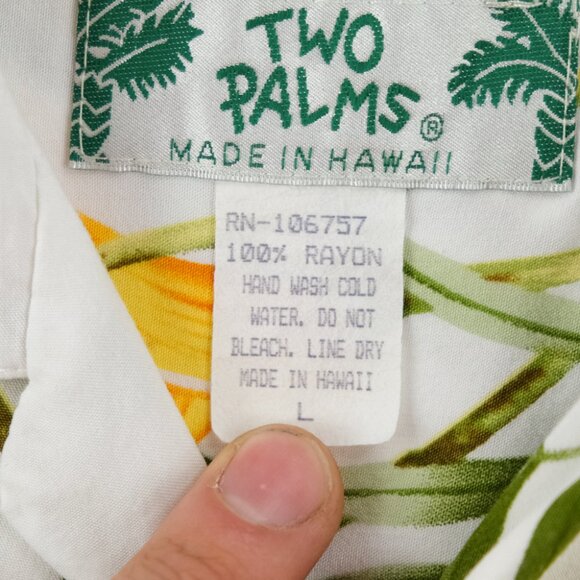 TWO
PALMS®
MADE IN HAWAII
RN-106757
100% RAYON
HAND WASH COLD
WATER. DO NOT
BLEACH. LINE DRY
MADE IN HAWAII
L